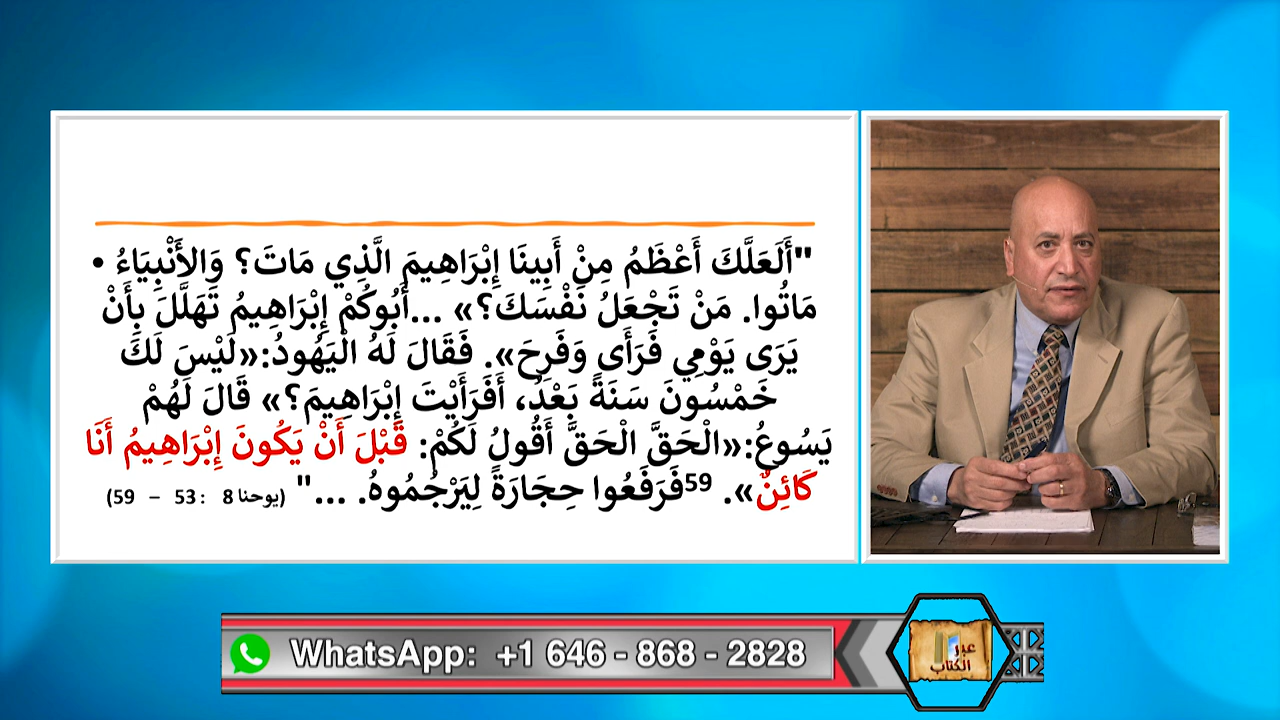 • "أَلَعَلَّكَ أَعْظَمُ مِنْ أَبِينَا إِبْرَاهِيمَ الَّذِي مَاتَ؟ وَالأَنْبِيَاءُ
مَاتُوا. مَنْ تَجْعَلُ نَفْسَكَ؟» ...أَبُوكُمْ إِبْرَاهِيمُ تَهَلَّلَ بِأَنْ
يَرَى يَوْمِي فَرَأَى وَفَرِحَ». فَقَالَ لَهُ الْيَهُودُ:«لَيْسَ لَكَ
خَمْسُونَ سَنَةً بَعْدُ، أَفَرَأَيْتَ إِبْرَاهِيمَ؟» قَالَ لَهُمْ
يَسُوعُ:«الْحَقَّ الْحَقَّ أَقُولُ لَكُمْ: قَبْلَ أَنْ يَكُونَ إِبْرَاهِيمُ أَنَا
كَائِنٌ». 59فَرَفَعُوا حِجَارَةً لِيَرْجُمُوهُ. ..." (يوحنا 8 : 53 – 59)
WhatsApp: +1 646 - 868 - 2828
عبر
الكتاب